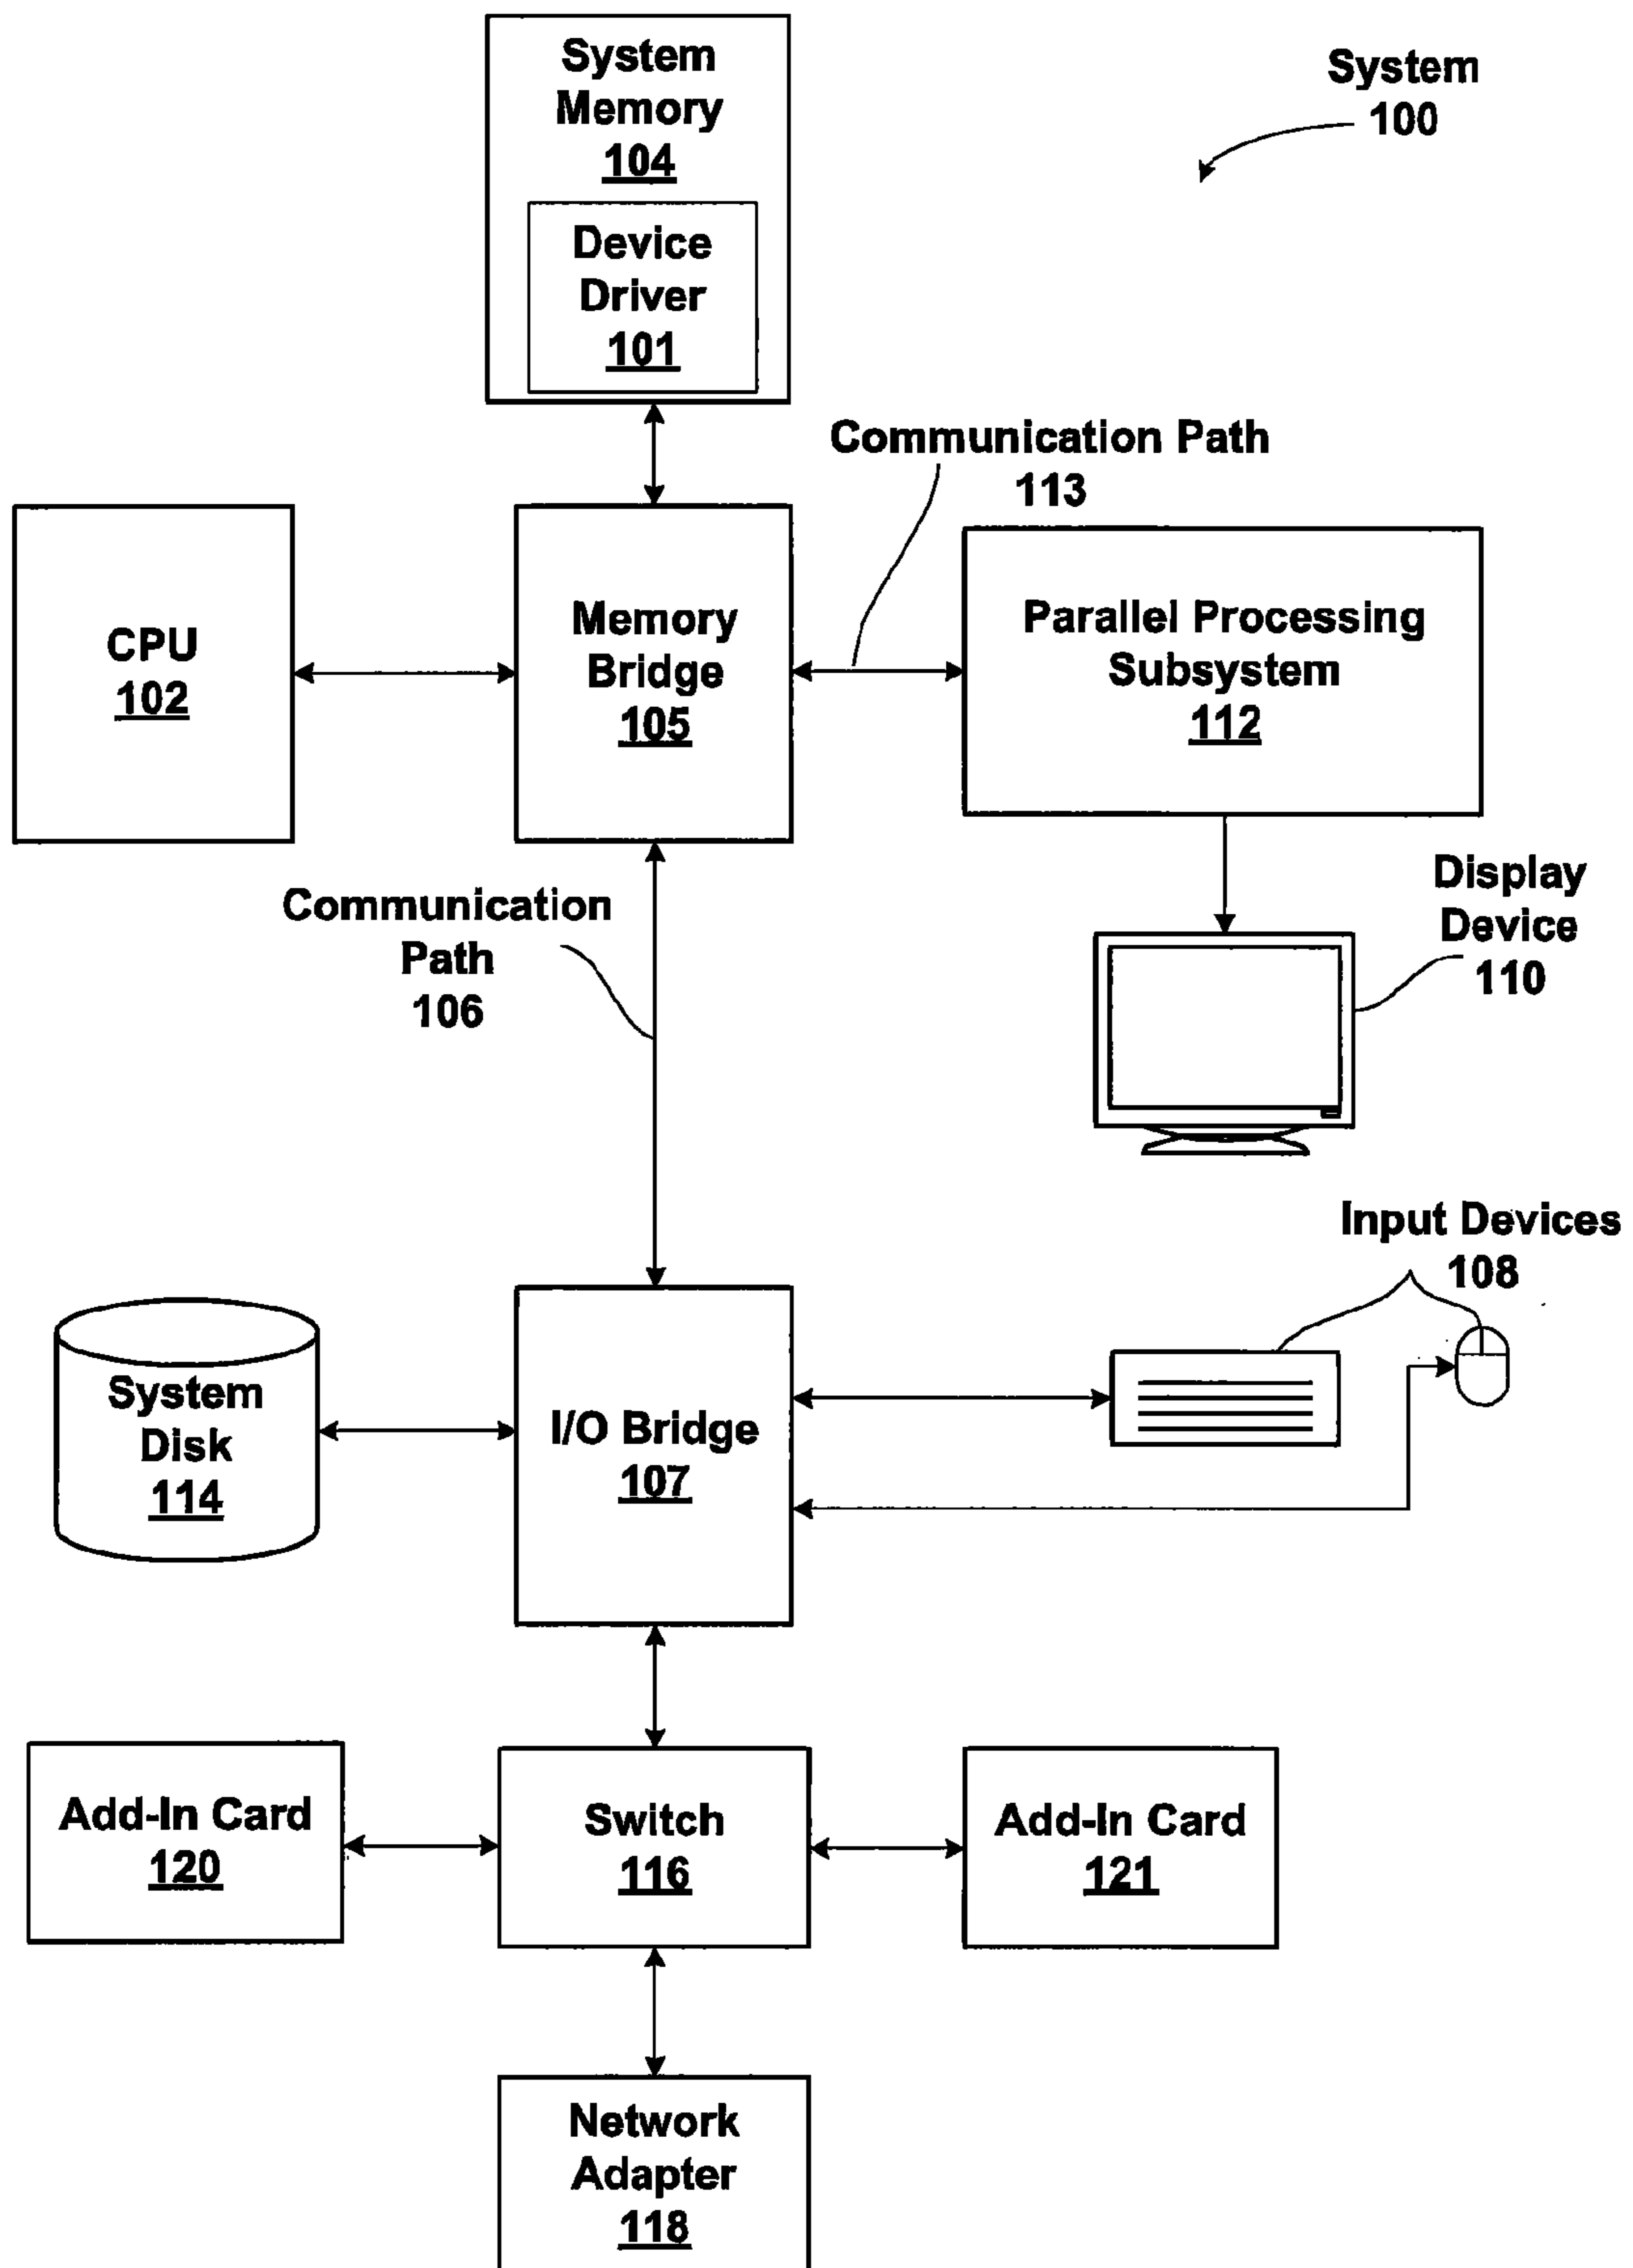 System
Memory
104
System
100
Device
Driver
101
Communication Path
113
CPU
102
Memory
Bridge
105
Parallel Processing
Subsystem
112
Communication
Path
106
Display
Device
110
Input Devices
108
System
Disk
114
I/O Bridge
107
Add-In Card
120
Switch
116
Add-In Card
121
Network
Adapter
118